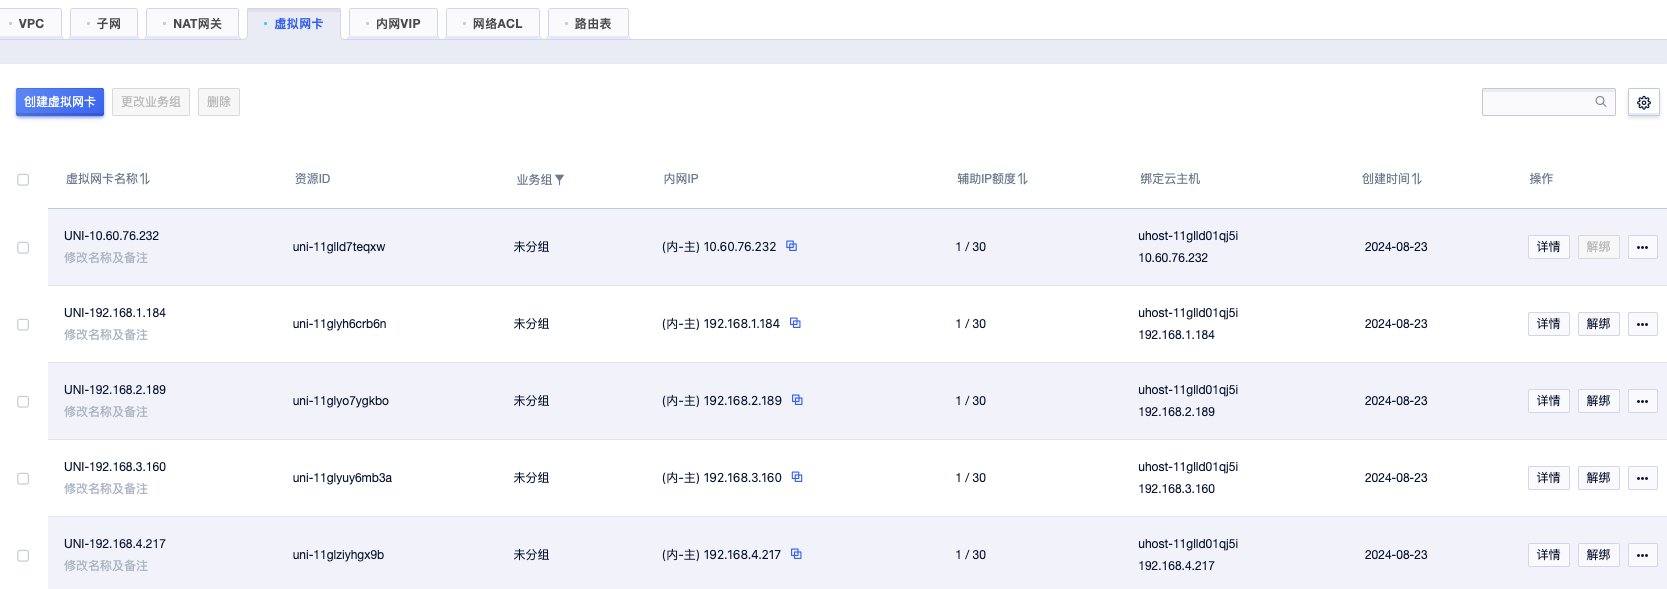 VPC
子网
NAT网关
虚拟网卡
内网VIP
网络ACL
路由表
创建虚拟网卡
更改业务组
删除
虚拟网卡名称
资源ID
业务组
内网IP
辅助IP额度
绑定云主机
创建时间
操作
UNI-10.60.76.232
修改名称及备注
uni-11glld7teqxw
未分组
(内-主) 10.60.76.232
1 / 30
uhost-11glld01qj5i
10.60.76.232
2024-08-23
详情
解绑
UNI-192.168.1.184
修改名称及备注
uni-11glyh6crb6n
未分组
(内-主) 192.168.1.184
1 / 30
uhost-11glld01qj5i
192.168.1.184
2024-08-23
详情
解绑
UNI-192.168.2.189
修改名称及备注
uni-11glyo7ygkbo
未分组
(内-主) 192.168.2.189
1 / 30
uhost-11glld01qj5i
192.168.2.189
2024-08-23
详情
解绑
UNI-192.168.3.160
修改名称及备注
uni-11glyuy6mb3a
未分组
(内-主) 192.168.3.160
1 / 30
uhost-11glld01qj5i
192.168.3.160
2024-08-23
详情
解绑
UNI-192.168.4.217
修改名称及备注
uni-11glziyhgx9b
未分组
(内-主) 192.168.4.217
1 / 30
uhost-11glld01qj5i
192.168.4.217
2024-08-23
详情
解绑